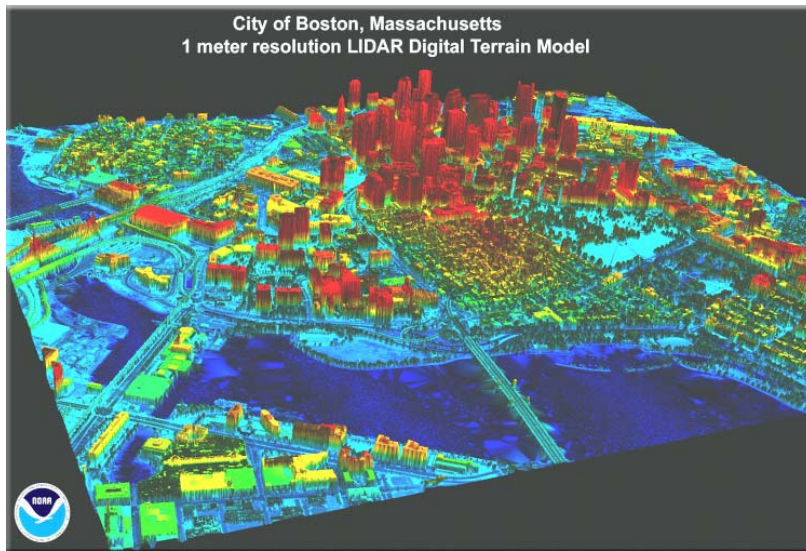 City of Boston, Massachusetts
1 meter resolution LIDAR Digital Terrain Model
NOAA